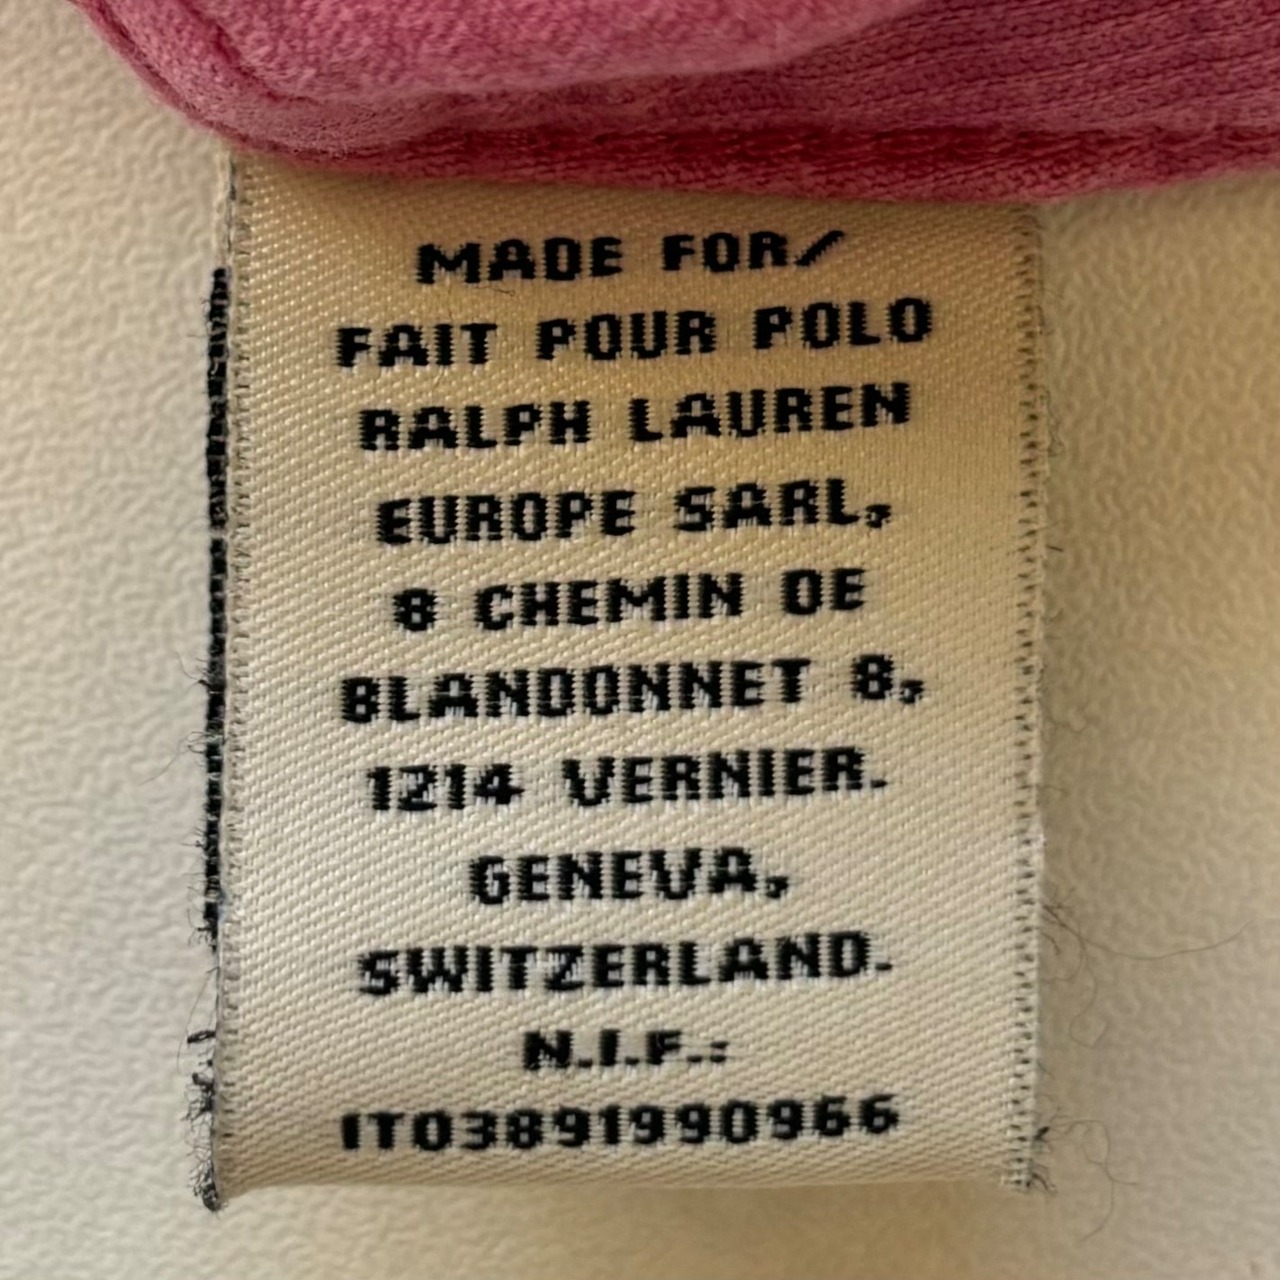 MADE FOR/
FAIT POUR POLO
RALPH LAUREN
EUROPE SARL,
8 CHEMIN DE
BLANDONNET 8,
1214 VERNIER.
GENEVA,
SWITZERLAND.
N.I.F.:
IT03891990966